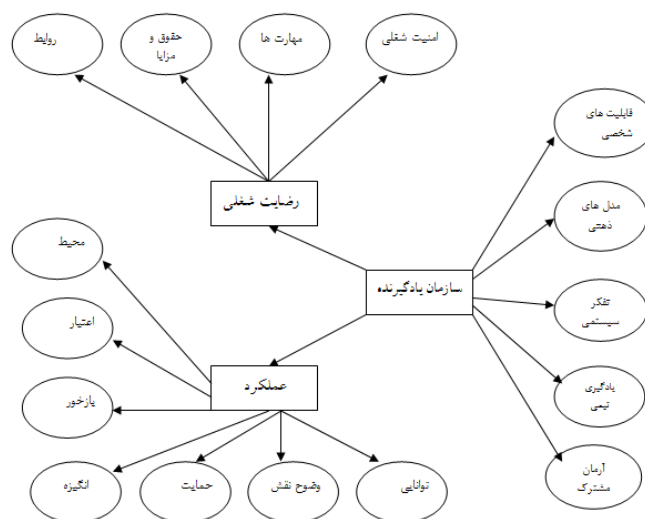 امنیت شغلی
مهارت ها
حقوق و
مزایا
روابط
قابلیت های
شخصی
رضایت شغلی
مدل های
ذهنی
محیط
سازمان یادگیرنده
تفکر
سیستمی
اعتبار
عملکرد
یادگیری
تیمی
بازخور
آرمان
مشترک
توانایی
وضوح نقش
حمایت
انگیزه